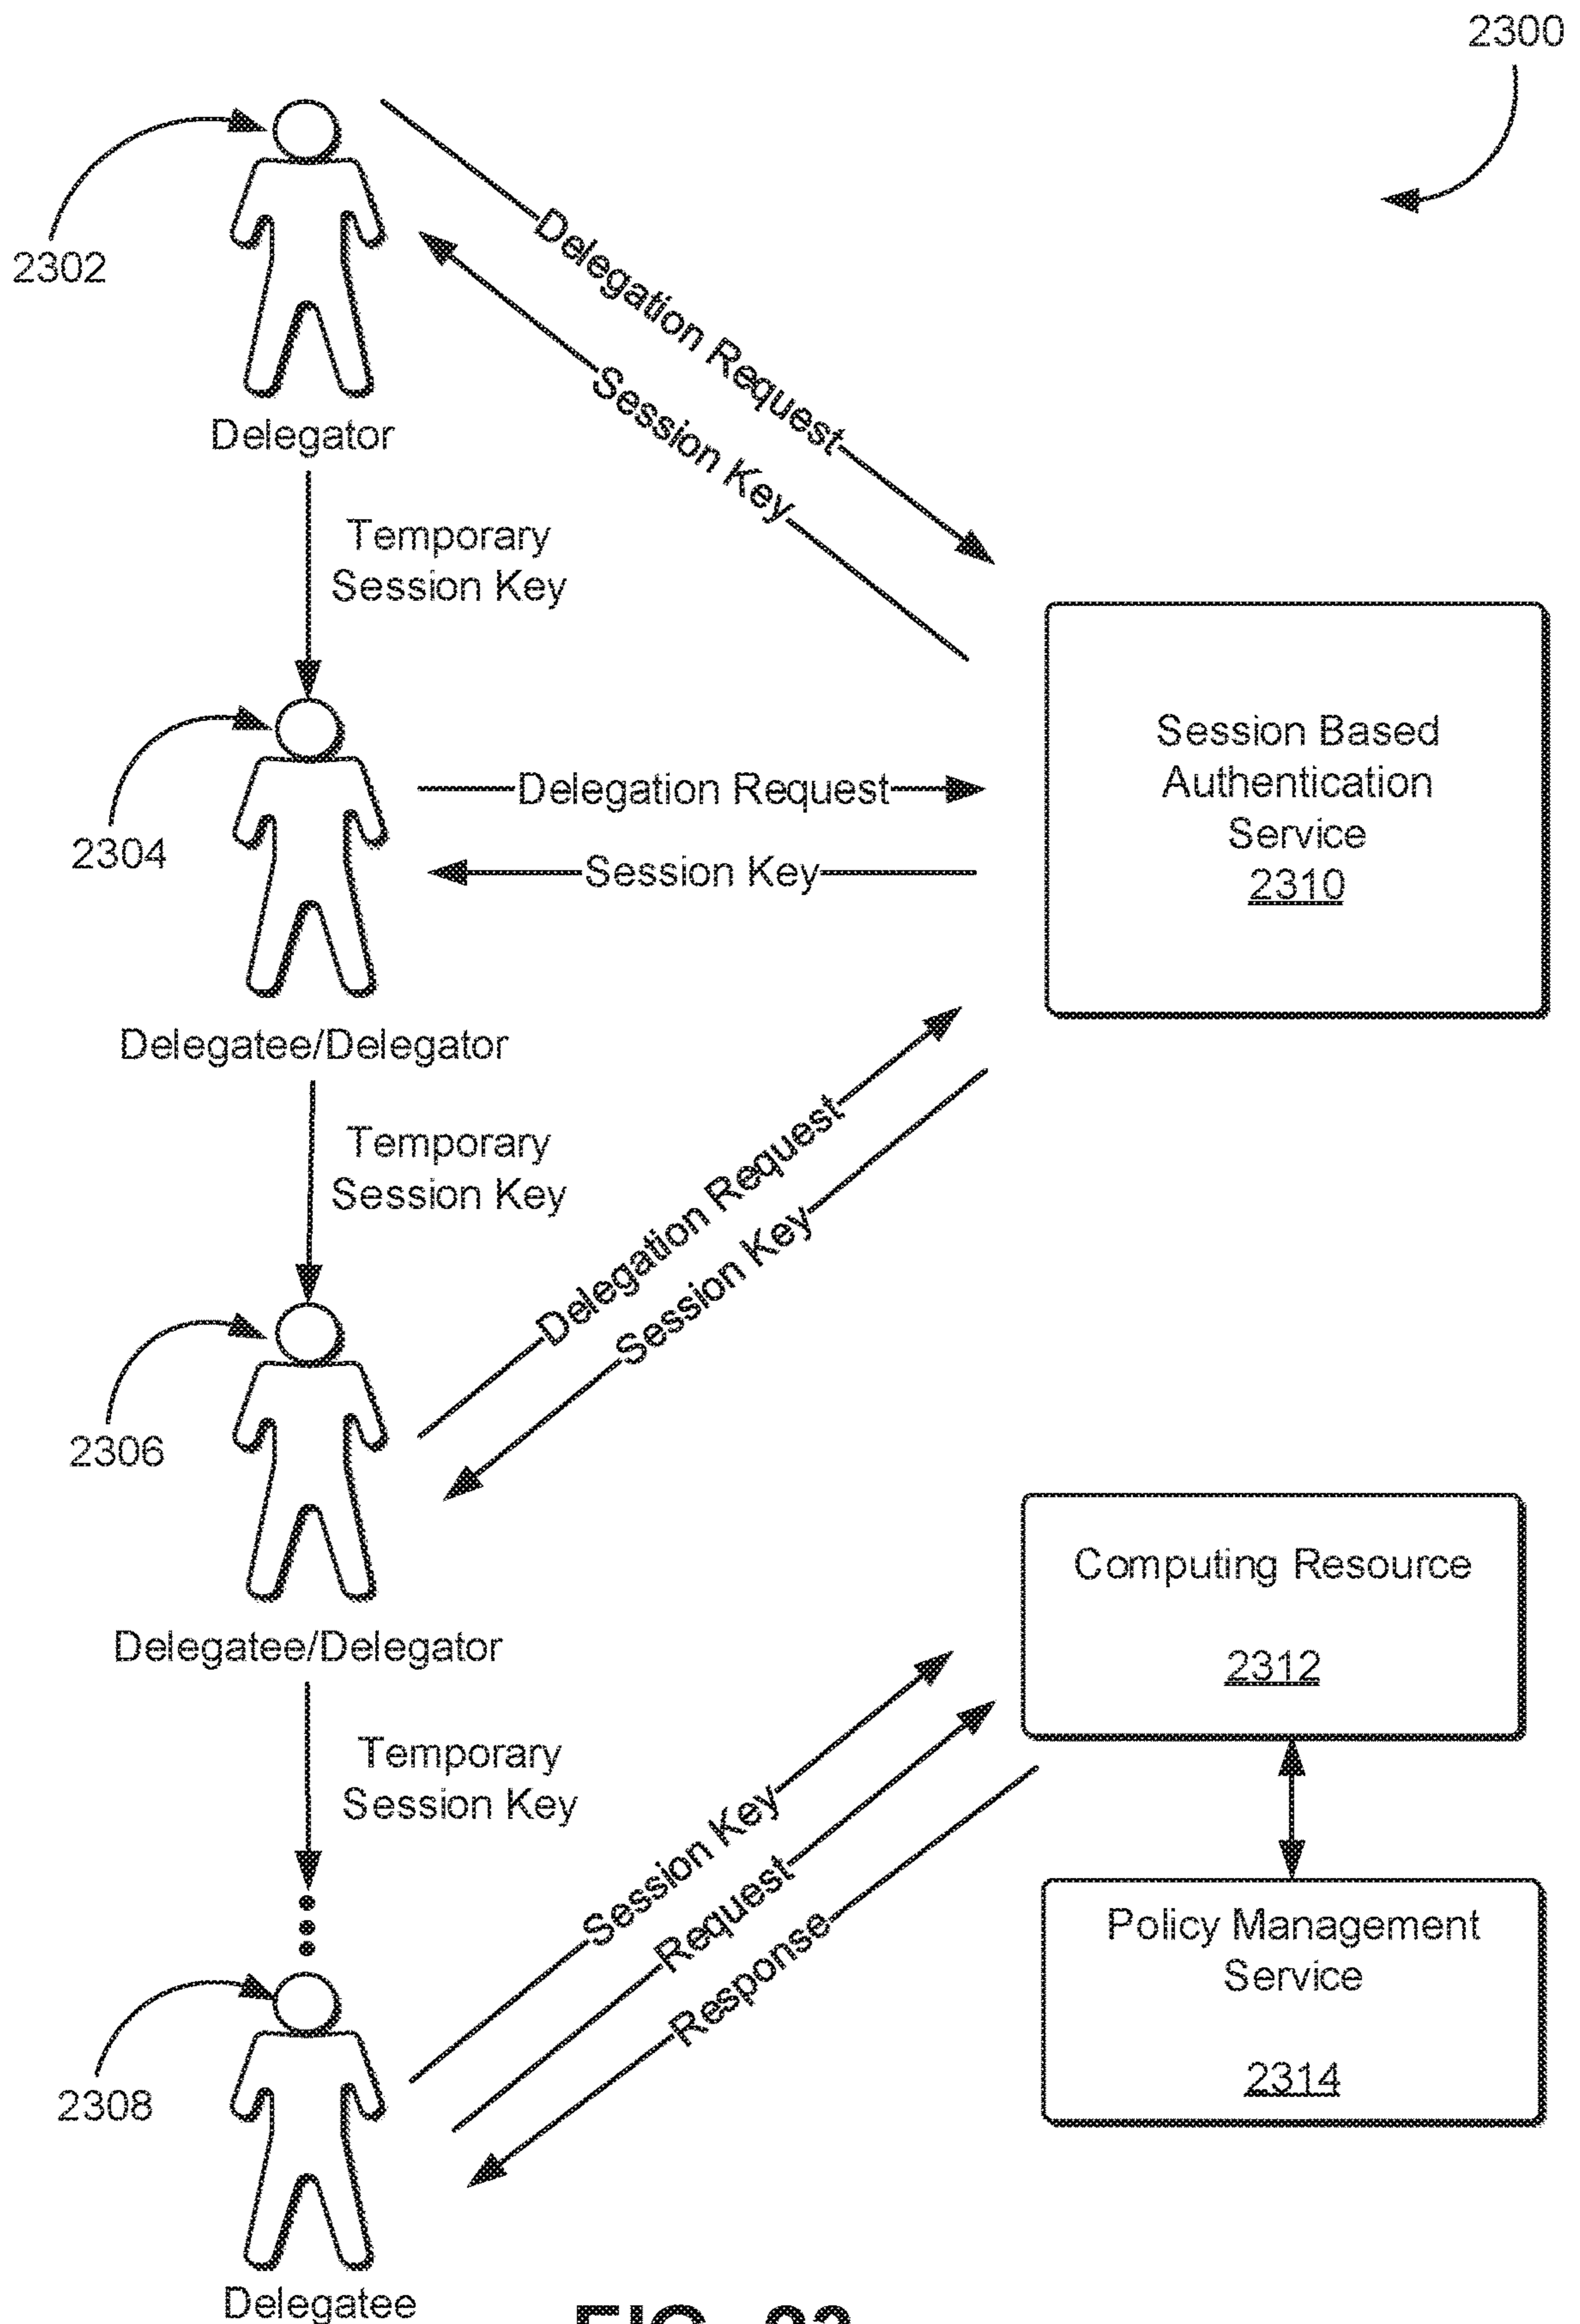 2300
2302
Delegation Request
Session Key
Delegator
Temporary
Session Key
2304
Delegation Request
Session Key
Session Based
Authentication
Service
2310
Delegatee/Delegator
Temporary
Session Key
Delegation Request
Session Key
2306
Delegatee/Delegator
Computing Resource
2312
Temporary
Session Key
Session Key
Request
Response
Policy Management
Service
2314
2308
Delegatee
FIG. 23